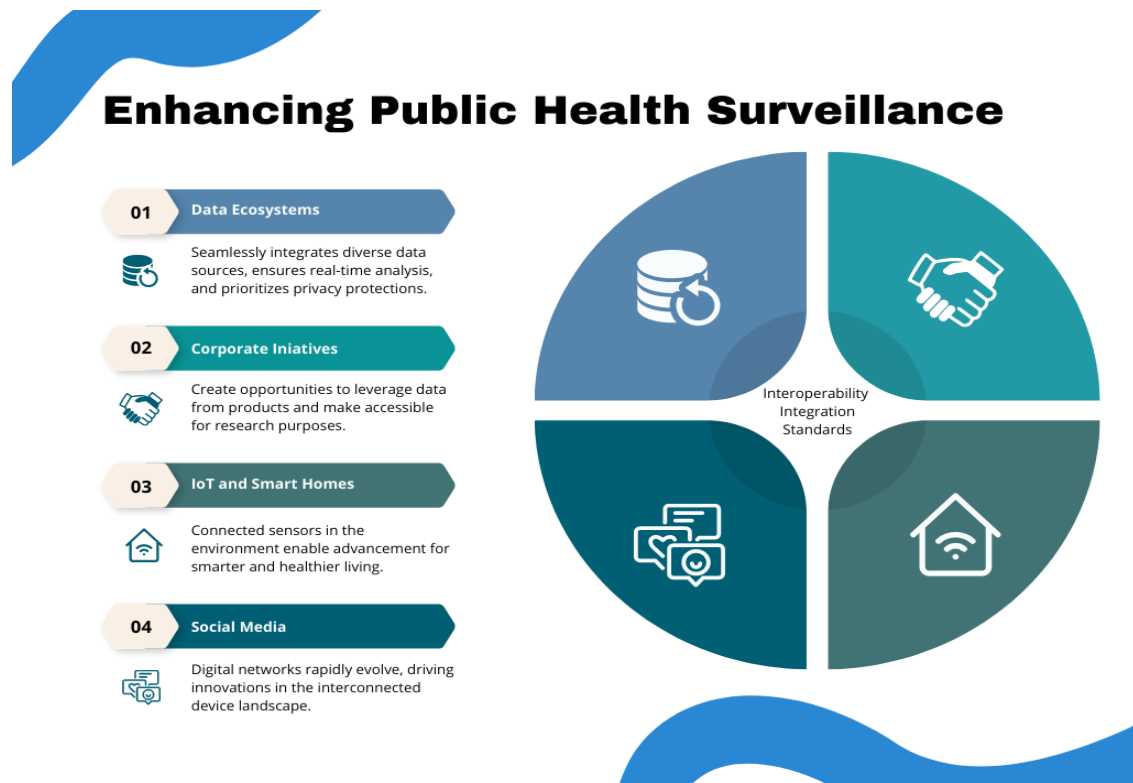 Enhancing Public Health Surveillance
01
Data Ecosystems
Seamlessly integrates diverse data
sources, ensures real-time analysis,
and prioritizes privacy protections.
02
Corporate Iniatives
Create opportunities to leverage data
from products and make accessible
for research purposes.
03
IoT and Smart Homes
Connected sensors in the
environment enable advancement for
smarter and healthier living.
04
Social Media
Digital networks rapidly evolve, driving
innovations in the interconnected
device landscape.
Interoperability
Integration
Standards